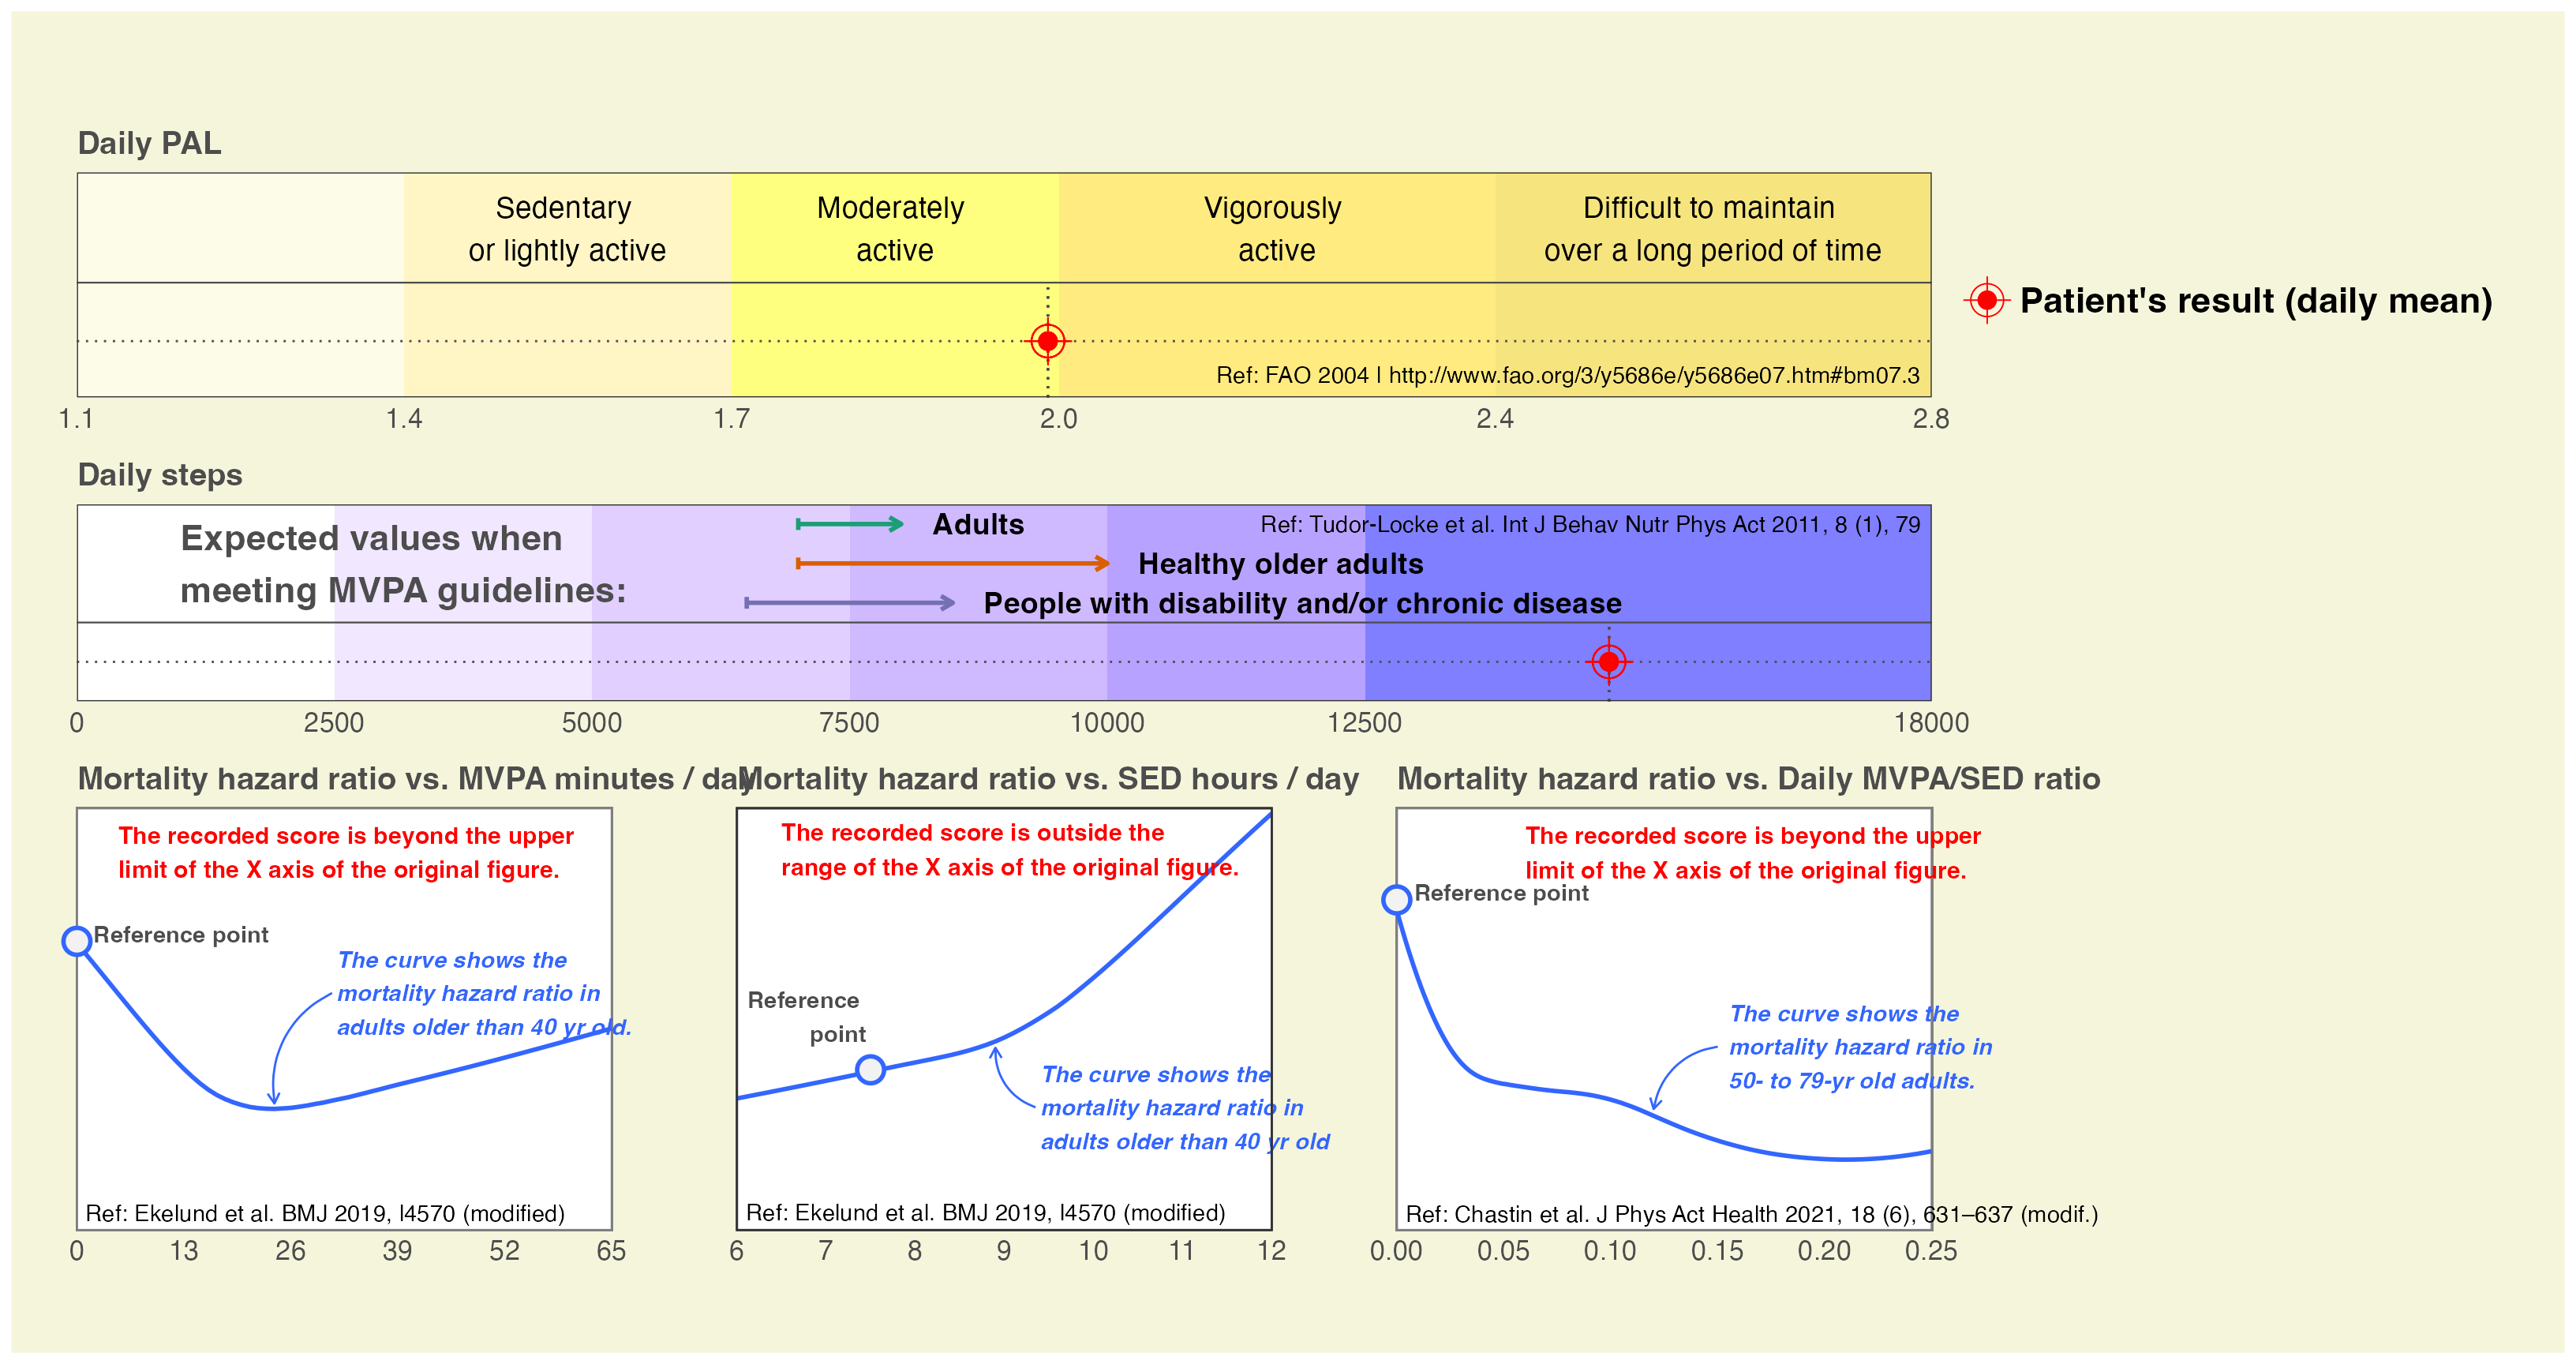 Daily PAL
Sedentary
or lightly active
Moderately
active
Vigorously
active
Difficult to maintain
over a long period of time
Patient's result (daily mean)
Ref: FAO 2004 | http://www.fao.org/3/y5686e/y5686e07.htm#bm07.3
1.1 1.4 1.7 2.0 2.4 2.8
Daily steps
Expected values when
meeting MVPA guidelines:
Adults
Ref: Tudor-Locke et al. Int J Behav Nutr Phys Act 2011, 8 (1), 79
Healthy older adults
People with disability and/or chronic disease
0 2500 5000 7500 10000 12500 18000
Mortality hazard ratio vs. MVPA minutes / day
The recorded score is beyond the upper
limit of the X axis of the original figure.
Reference point
The curve shows the
mortality hazard ratio in
adults older than 40 yr old.
Ref: Ekelund et al. BMJ 2019, l4570 (modified)
0 13 26 39 52 65
Mortality hazard ratio vs. SED hours / day
The recorded score is outside the
range of the X axis of the original figure.
Reference
point
The curve shows the
mortality hazard ratio in
adults older than 40 yr old
Ref: Ekelund et al. BMJ 2019, l4570 (modified)
6 7 8 9 10 11 12
Mortality hazard ratio vs. Daily MVPA/SED ratio
The recorded score is beyond the upper
limit of the X axis of the original figure.
Reference point
The curve shows the
mortality hazard ratio in
50- to 79-yr old adults.
Ref: Chastin et al. J Phys Act Health 2021, 18 (6), 631–637 (modif.)
0.00 0.05 0.10 0.15 0.20 0.25